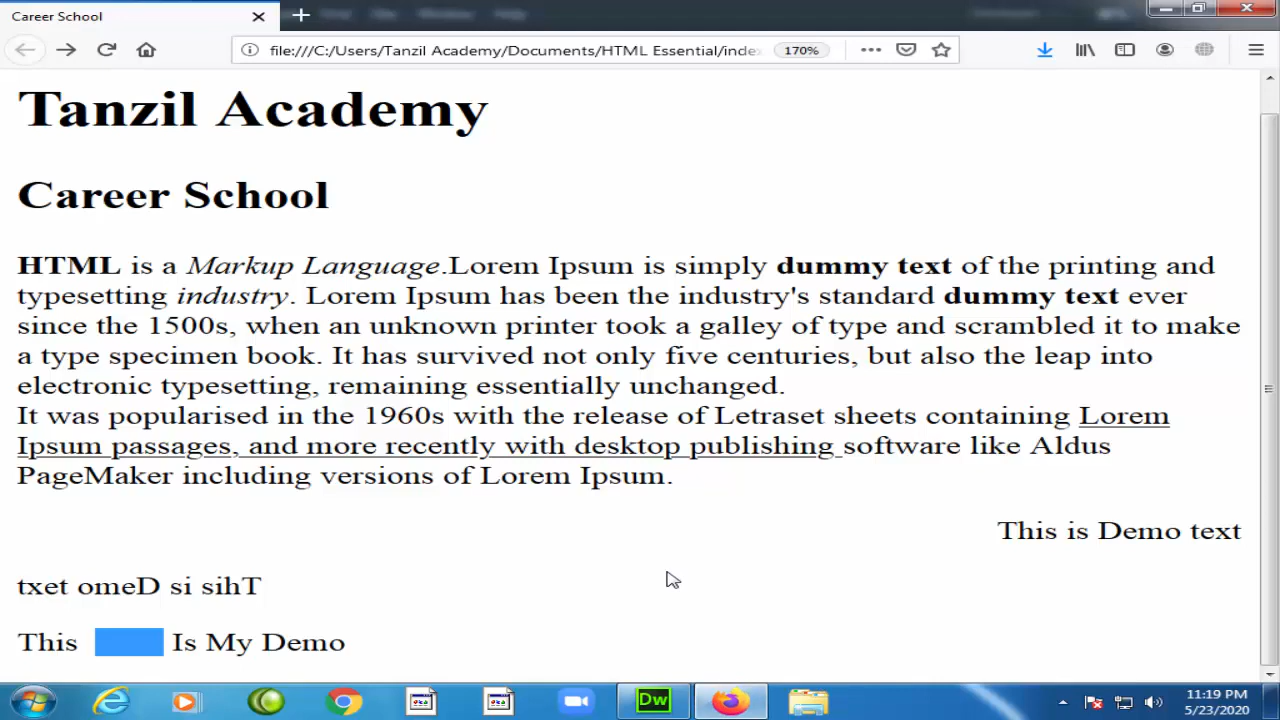 Career School
file:///C:/Users/Tanzil Academy/Documents/HTML Essential/inde
170%
Tanzil Academy
Career School
HTML is a Markup Language.Lorem Ipsum is simply dummy text of the printing and
typesetting industry. Lorem Ipsum has been the industry's standard dummy text ever
since the 1500s, when an unknown printer took a galley of type and scrambled it to make
a type specimen book. It has survived not only five centuries, but also the leap into
electronic typesetting, remaining essentially unchanged.
It was popularised in the 1960s with the release of Letraset sheets containing Lorem
Ipsum passages, and more recently with desktop publishing software like Aldus
PageMaker including versions of Lorem Ipsum.
This is Demo text
txet omeD si sihT
This Is My Demo
Dw
11:19 PM
5/23/2020